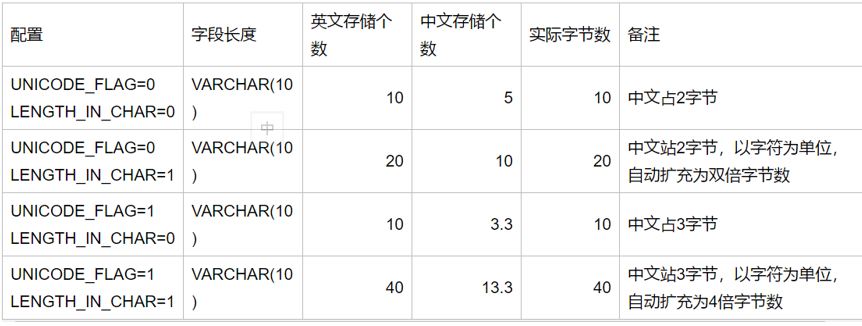 配置	字段长度	英文存储个数	中文存储个数	实际字节数	备注
UNICODE_FLAG=0 LENGTH_IN_CHAR=0	VARCHAR(10)	10	5	10	中文占2字节
UNICODE_FLAG=0 LENGTH_IN_CHAR=1	VARCHAR(10)	20	10	20	中文站2字节，以字符为单位，自动扩充为双倍字节数
UNICODE_FLAG=1 LENGTH_IN_CHAR=0	VARCHAR(10)	10	3.3	10	中文占3字节
UNICODE_FLAG=1 LENGTH_IN_CHAR=1	VARCHAR(10)	40	13.3	40	中文站3字节，以字符为单位，自动扩充为4倍字节数
中